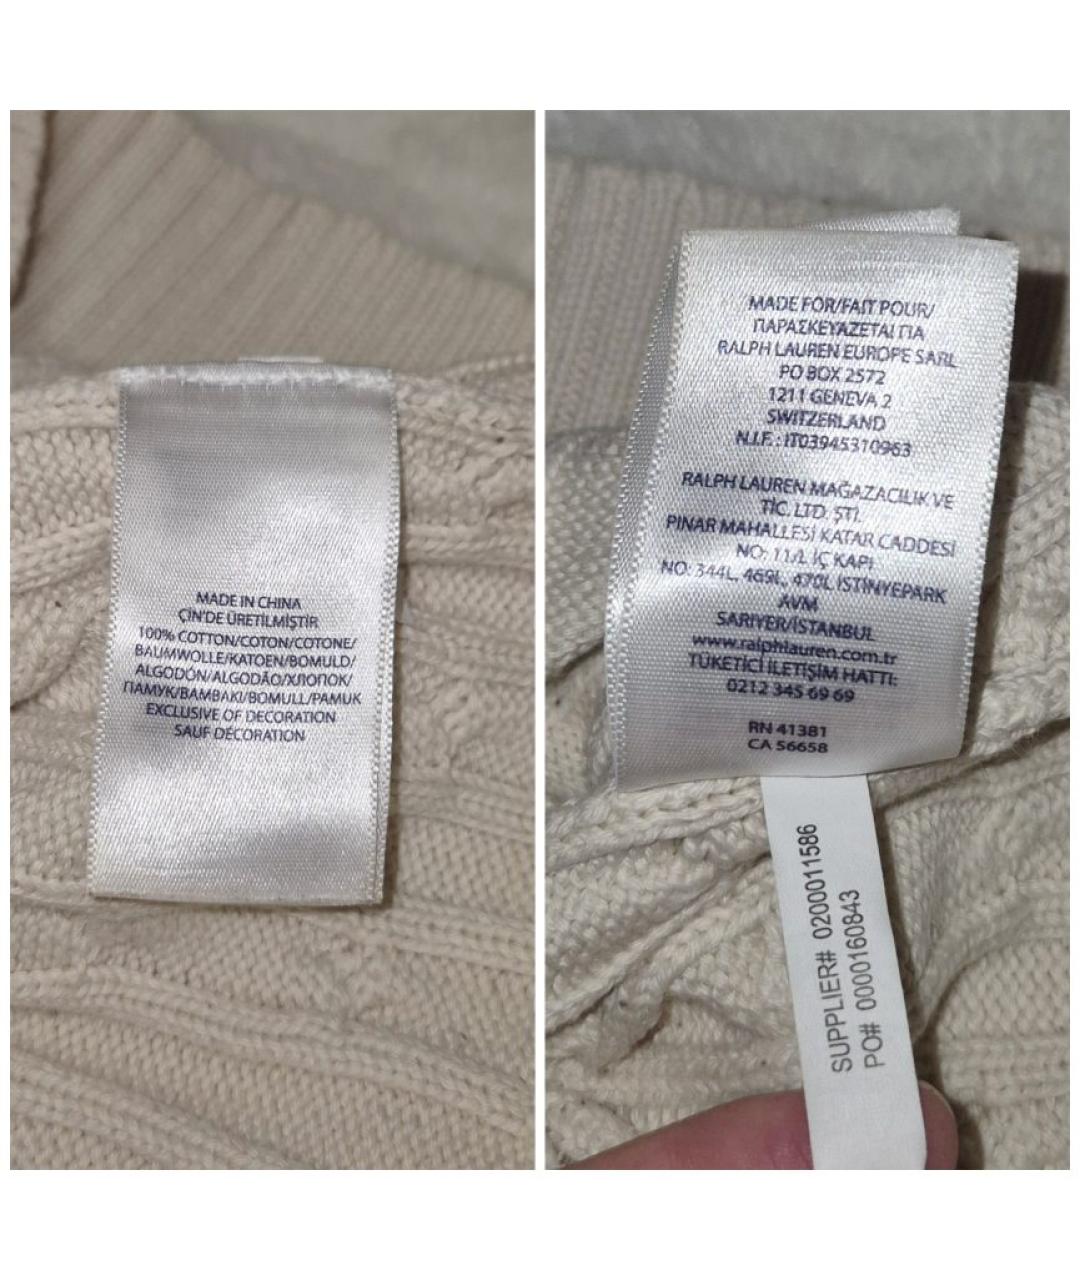 MADE IN CHINA
ÇİN'DE ÜRETİLMİŞTİR
100% COTTON/COTON/COTONE/
BAUMWOLLE/KATOEN/BOMULD/
ALGODÓN/ALGODÃO/ХЛОПОК/
ПАМУК/ΒΑΜΒΑΚΙ/BOMULL/PAMUK
EXCLUSIVE OF DECORATION
SAUF DÉCORATION
MADE FOR/FAIT POUR/
ΠΑΡΑΣΚΕΥΑΖΕΤΑΙ ΓΙΑ
RALPH LAUREN EUROPE SARL
PO BOX 2572
1211 GENEVA 2
SWITZERLAND
N.I.F.: IT03945310963
RALPH LAUREN MAĞAZACILIK VE
TİC. LTD. ŞTİ.
PINAR MAHALLESİ KATAR CADDESİ
NO: 11/L İÇ KAPI
NO: 344L, 469L, 470L İSTİNYEPARK
AVM
SARIYER/İSTANBUL
www.ralphlauren.com.tr
TÜKETİCİ İLETİŞİM HATTI:
0212 345 69 69
RN 41381
CA 56658
SUPPLIER# 0200011586
PO# 0000160843